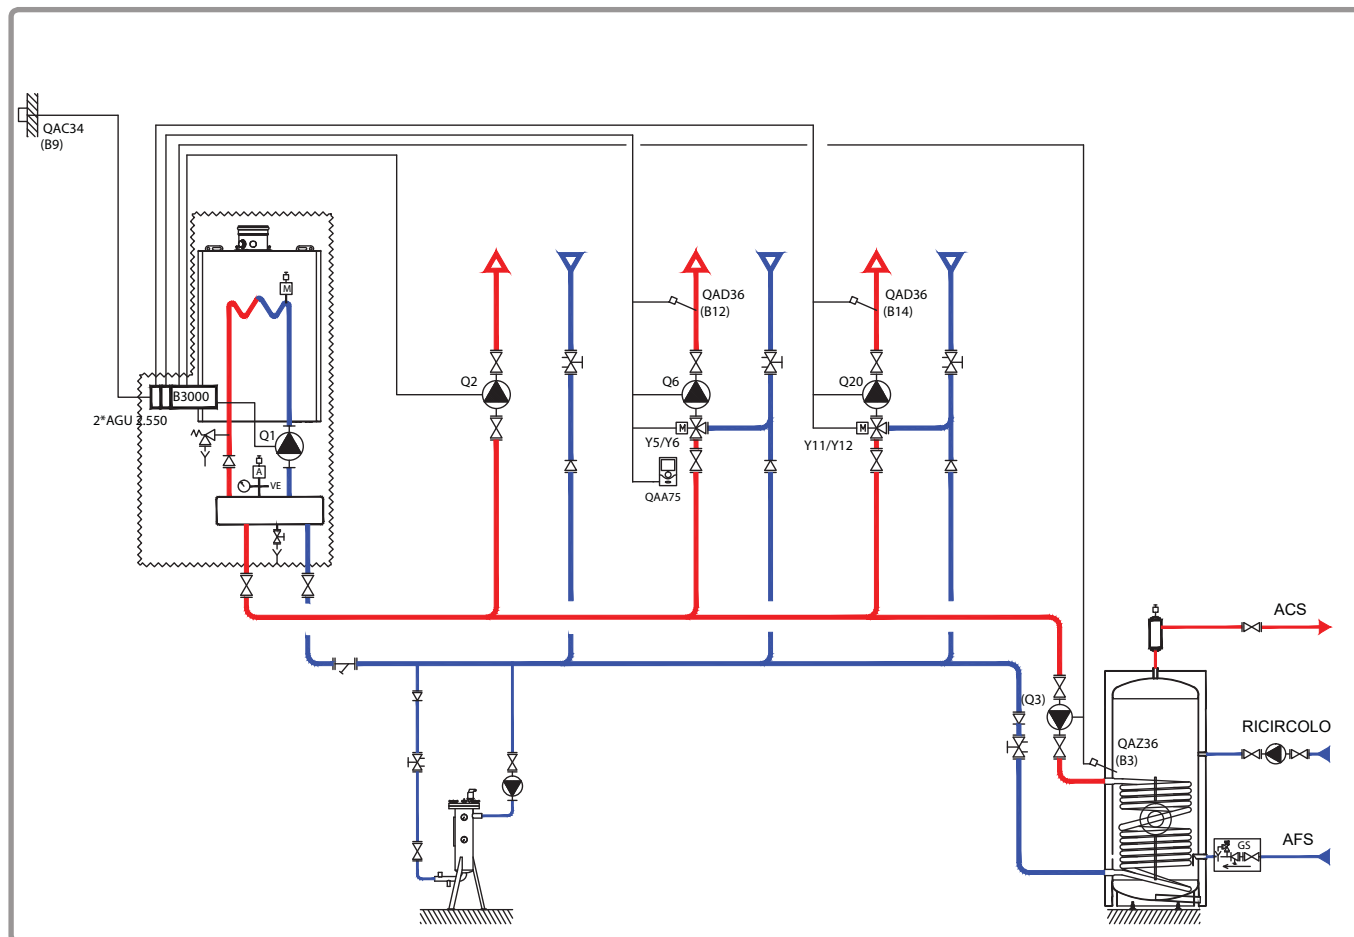 QAC34
(B9)
QAD36
(B12)
QAD36
(B14)
M
Q2
Q6
Q20
B3000
2*AGU 2.550
Q1
M
M
Y5/Y6
Y11/Y12
A
VE
QAA75
ACS
(Q3)
RICIRCOLO
QAZ36
(B3)
GS
AFS